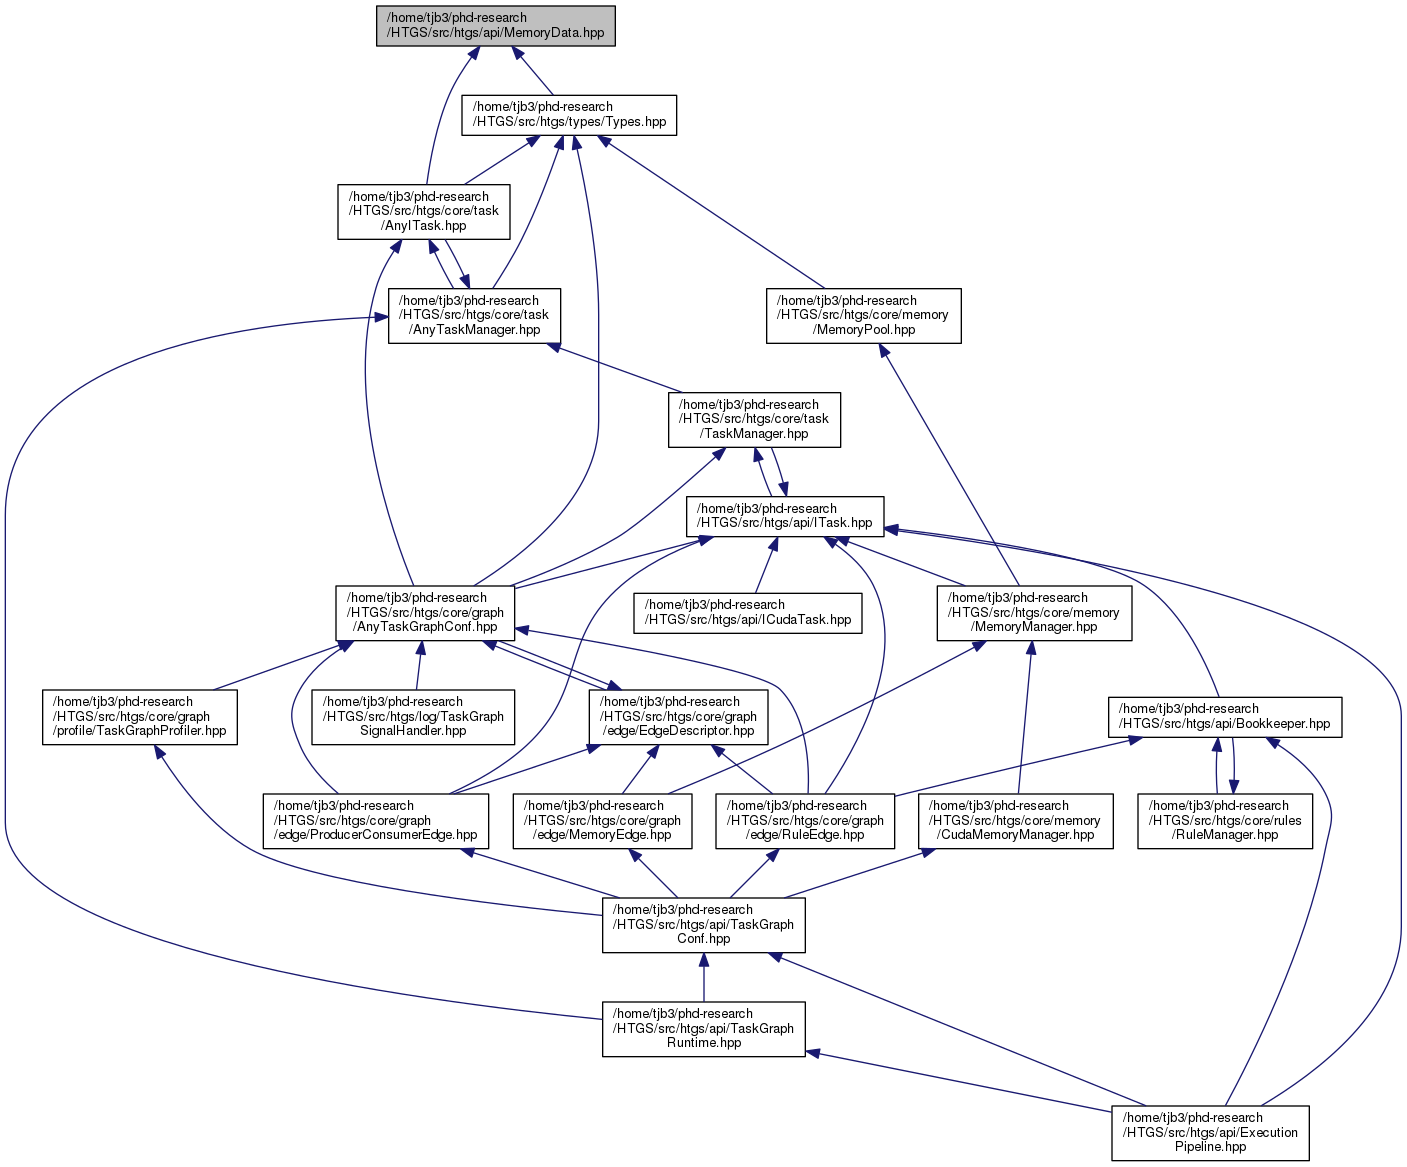 /home/tjb3/phd-research
/HTGS/src/htgs/api/MemoryData.hpp
/home/tjb3/phd-research
/HTGS/src/htgs/types/Types.hpp
/home/tjb3/phd-research
/HTGS/src/htgs/core/task
/AnyITask.hpp
/home/tjb3/phd-research
/HTGS/src/htgs/core/task
/AnyTaskManager.hpp
/home/tjb3/phd-research
/HTGS/src/htgs/core/memory
/MemoryPool.hpp
/home/tjb3/phd-research
/HTGS/src/htgs/core/task
/TaskManager.hpp
/home/tjb3/phd-research
/HTGS/src/htgs/api/ITask.hpp
/home/tjb3/phd-research
/HTGS/src/htgs/core/graph
/AnyTaskGraphConf.hpp
/home/tjb3/phd-research
/HTGS/src/htgs/api/ICudaTask.hpp
/home/tjb3/phd-research
/HTGS/src/htgs/core/memory
/MemoryManager.hpp
/home/tjb3/phd-research
/HTGS/src/htgs/core/graph
/profile/TaskGraphProfiler.hpp
/home/tjb3/phd-research
/HTGS/src/htgs/log/TaskGraph
SignalHandler.hpp
/home/tjb3/phd-research
/HTGS/src/htgs/core/graph
/edge/EdgeDescriptor.hpp
/home/tjb3/phd-research
/HTGS/src/htgs/api/Bookkeeper.hpp
/home/tjb3/phd-research
/HTGS/src/htgs/core/graph
/edge/ProducerConsumerEdge.hpp
/home/tjb3/phd-research
/HTGS/src/htgs/core/graph
/edge/MemoryEdge.hpp
/home/tjb3/phd-research
/HTGS/src/htgs/core/graph
/edge/RuleEdge.hpp
/home/tjb3/phd-research
/HTGS/src/htgs/core/memory
/CudaMemoryManager.hpp
/home/tjb3/phd-research
/HTGS/src/htgs/core/rules
/RuleManager.hpp
/home/tjb3/phd-research
/HTGS/src/htgs/api/TaskGraph
Conf.hpp
/home/tjb3/phd-research
/HTGS/src/htgs/api/TaskGraph
Runtime.hpp
/home/tjb3/phd-research
/HTGS/src/htgs/api/Execution
Pipeline.hpp